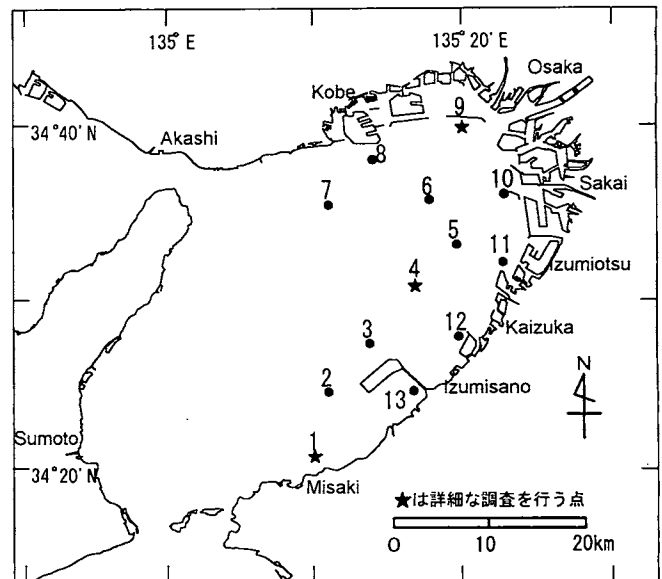 135°E
135°20'E
Osaka
Kobe
9
34°40'N
Akashi
8
Sakai
7
6
10
5
11
Izumiotsu
4
3
12
Kaizuka
N
2
13
Izumisano
Sumoto
1
34°20'N
Misaki
★は詳細な調査を行う点
0 10 20km